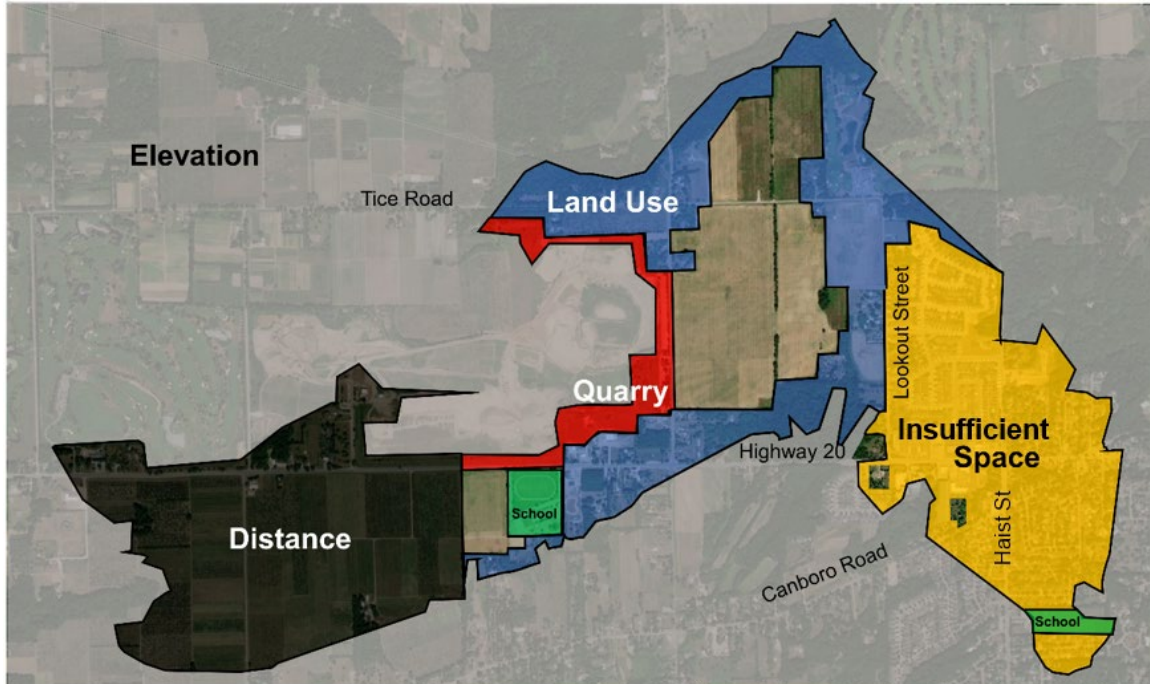 Elevation
Tice Road
Land Use
Lookout Street
Quarry
Insufficient
Space
Highway 20
School
Distance
Haist St
Canboro Road
School